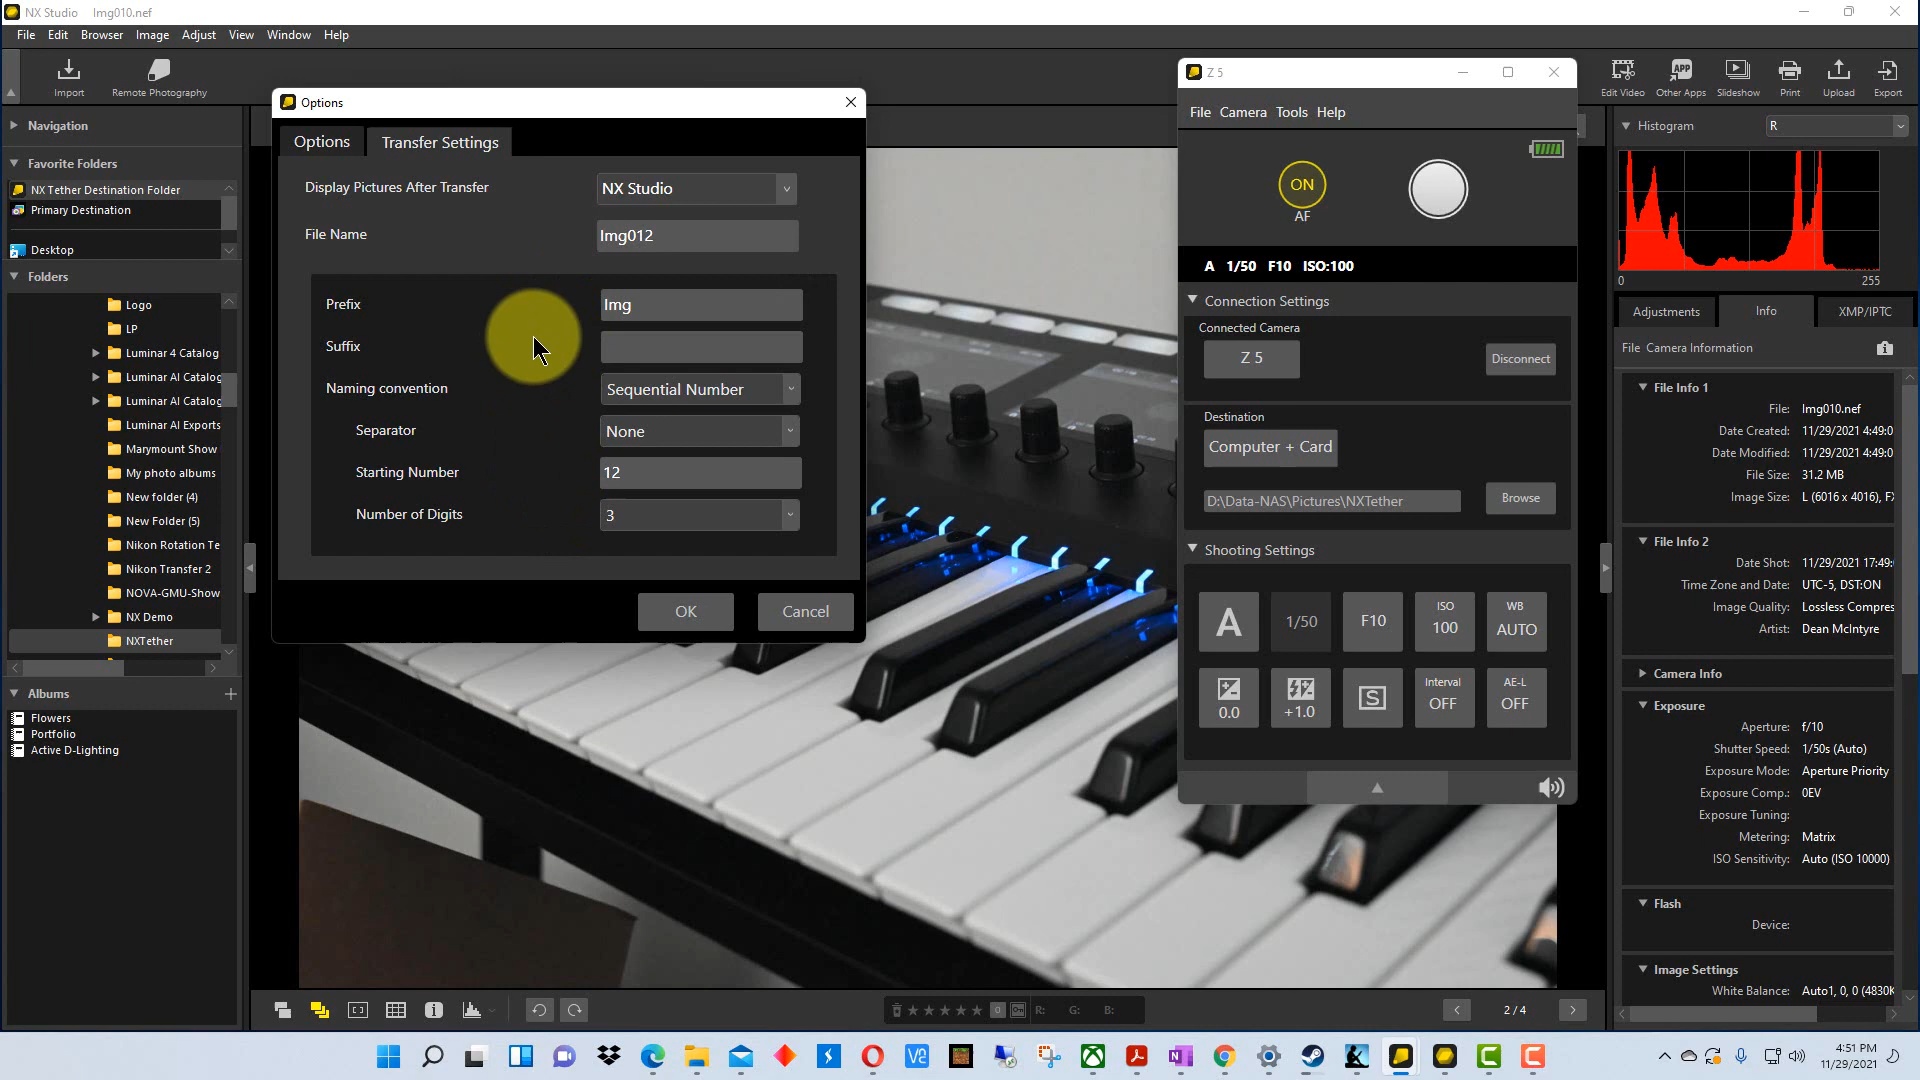 NX Studio Img010.nef
File Edit Browser Image Adjust View Window Help
Import
Remote Photography
Edit Video Other Apps Slideshow Print Upload Export
APP
Navigation
Favorite Folders
NX Tether Destination Folder
Primary Destination
Desktop
Folders
Logo
LP
Luminar 4 Catalog
Luminar AI Catalog
Luminar AI Catalog
Luminar AI Exports
Marymount Show
My photo albums
New folder (4)
New Folder (5)
Nikon Rotation Te
Nikon Transfer 2
NOVA-GMU-Show
NX Demo
NXTether
Albums
Flowers
Portfolio
Active D-Lighting
Options
Options Transfer Settings
Display Pictures After Transfer NX Studio
File Name Img012
Prefix Img
Suffix
Naming convention Sequential Number
Separator None
Starting Number 12
Number of Digits 3
OK Cancel
Z 5
File Camera Tools Help
ON
AF
A 1/50 F10 ISO:100
Connection Settings
Connected Camera
Z 5 Disconnect
Destination
Computer + Card
D:\Data-NAS\Pictures\NXTether Browse
Shooting Settings
A 1/50 F10 ISO 100 WB AUTO
0.0 +1.0 S Interval OFF AE-L OFF
Histogram R
0 255
Adjustments Info XMP/IPTC
File Camera Information
File Info 1
File: Img010.nef
Date Created: 11/29/2021 4:49:0
Date Modified: 11/29/2021 4:49:0
File Size: 31.2 MB
Image Size: L (6016 x 4016), FX
File Info 2
Date Shot: 11/29/2021 17:49:
Time Zone and Date: UTC-5, DST:ON
Image Quality: Lossless Compres
Artist: Dean McIntyre
Camera Info
Exposure
Aperture: f/10
Shutter Speed: 1/50s (Auto)
Exposure Mode: Aperture Priority
Exposure Comp.: 0EV
Exposure Tuning:
Metering: Matrix
ISO Sensitivity: Auto (ISO 10000)
Flash
Device:
Image Settings
White Balance: Auto1, 0, 0 (4830K
0 R: G: B:
2 / 4
4:51 PM
11/29/2021